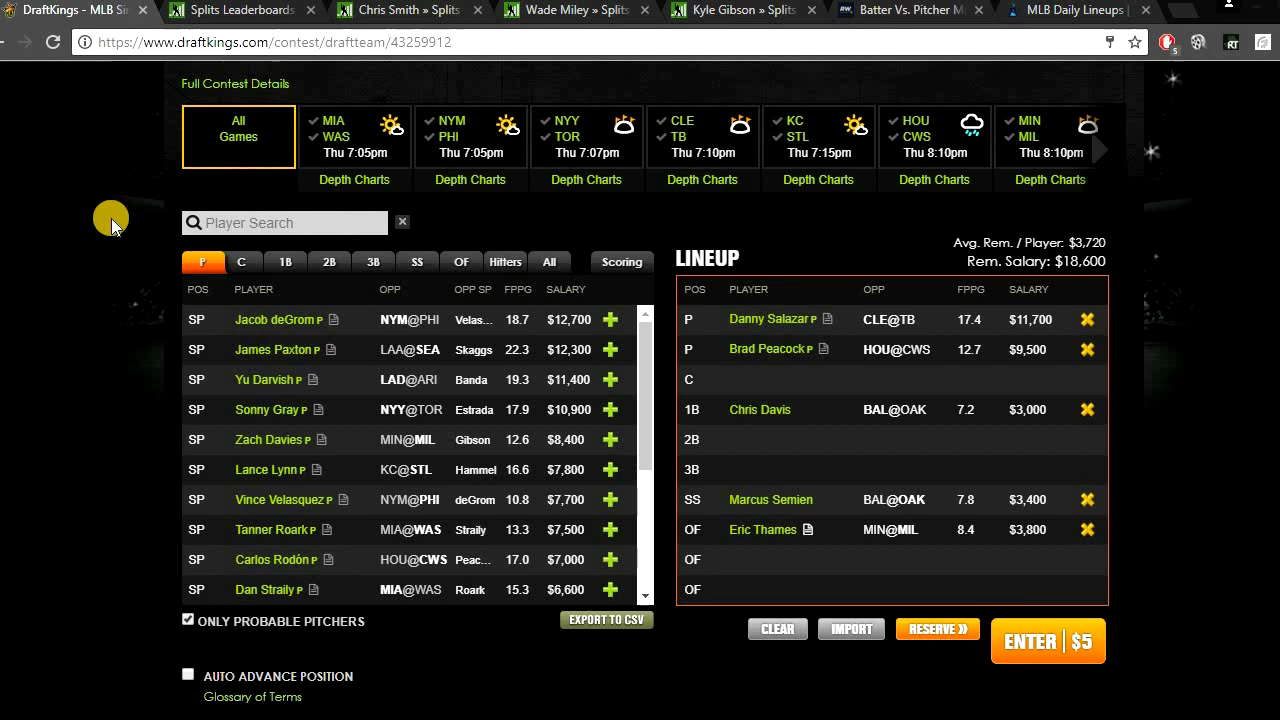 DraftKings - MLB Sin
Splits Leaderboards
Chris Smith » Splits
Wade Miley » Splits
Kyle Gibson » Splits
RW
Batter Vs. Pitcher M
MLB Daily Lineups |
https://www.draftkings.com/contest/draftteam/43259912
5
RT
Full Contest Details
All Games
MIA WAS Thu 7:05pm
NYM PHI Thu 7:05pm
NYY TOR Thu 7:07pm
CLE TB Thu 7:10pm
KC STL Thu 7:15pm
HOU CWS Thu 8:10pm
MIN MIL Thu 8:10pm
Depth Charts Depth Charts Depth Charts Depth Charts Depth Charts Depth Charts Depth Charts
Player Search
P C 1B 2B 3B SS OF Hitters All Scoring
POS PLAYER OPP OPP SP FPPG SALARY
SP Jacob deGrom P NYM@PHI Velas... 18.7 $12,700
SP James Paxton P LAA@SEA Skaggs 22.3 $12,300
SP Yu Darvish P LAD@ARI Banda 19.3 $11,400
SP Sonny Gray P NYY@TOR Estrada 17.9 $10,900
SP Zach Davies P MIN@MIL Gibson 12.6 $8,400
SP Lance Lynn P KC@STL Hammel 16.6 $7,800
SP Vince Velasquez P NYM@PHI deGrom 10.8 $7,700
SP Tanner Roark P MIA@WAS Straily 13.3 $7,500
SP Carlos Rodón P HOU@CWS Peac... 17.0 $7,000
SP Dan Straily P MIA@WAS Roark 15.3 $6,600
ONLY PROBABLE PITCHERS
EXPORT TO CSV
AUTO ADVANCE POSITION
Glossary of Terms
Avg. Rem. / Player: $3,720
LINEUP Rem. Salary: $18,600
POS PLAYER OPP FPPG SALARY
P Danny Salazar P CLE@TB 17.4 $11,700
P Brad Peacock P HOU@CWS 12.7 $9,500
C
1B Chris Davis BAL@OAK 7.2 $3,000
2B
3B
SS Marcus Semien BAL@OAK 7.8 $3,400
OF Eric Thames MIN@MIL 8.4 $3,800
OF
OF
CLEAR IMPORT RESERVE » ENTER | $5